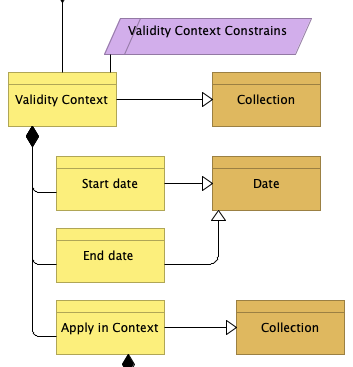 Validity Context Constrains
Validity Context
Collection
Start date
Date
End date
Apply in Context
Collection